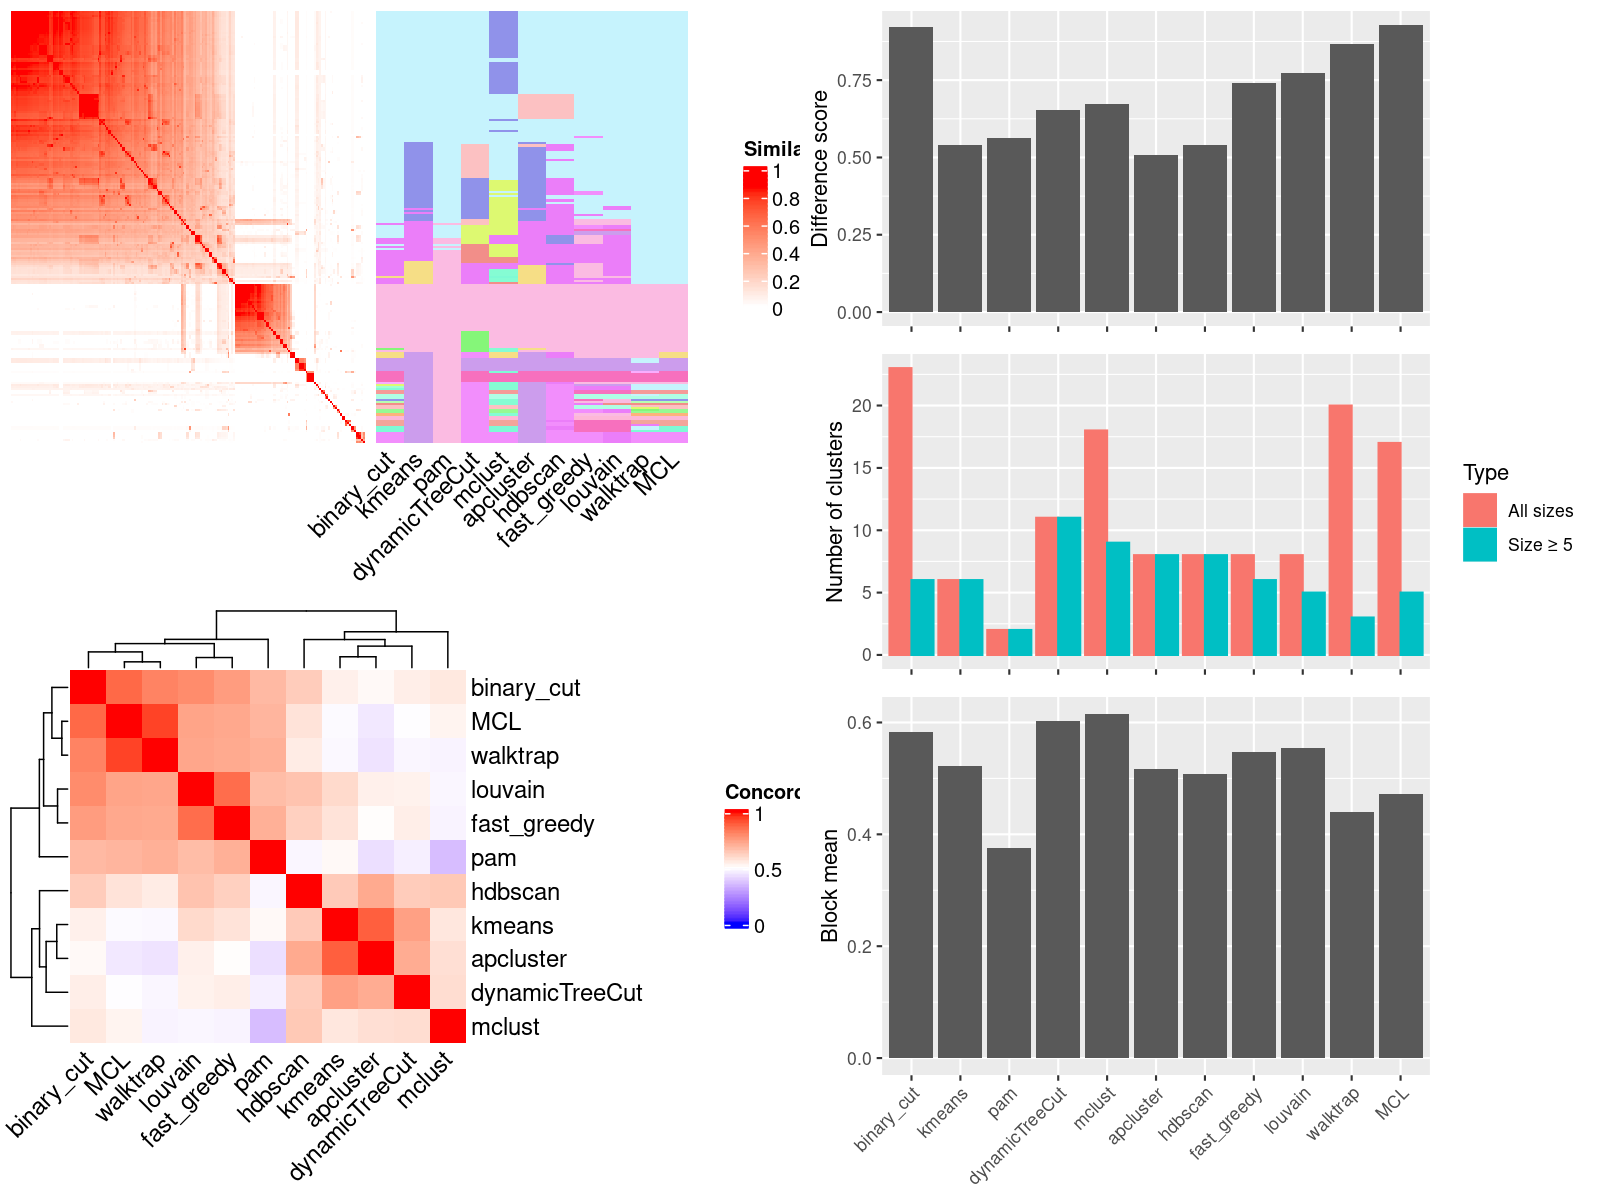 Simila
1
0.8
0.6
0.4
0.2
0
binary_cut
kmeans
pam
dynamicTreeCut
mclust
apcluster
hdbscan
fast_greedy
louvain
walktrap
MCL
Difference score
0.75
0.50
0.25
0.00
Number of clusters
20
15
10
5
0
Type
All sizes
Size ≥ 5
binary_cut
MCL
walktrap
louvain
fast_greedy
pam
hdbscan
kmeans
apcluster
dynamicTreeCut
mclust
binary_cut
MCL
walktrap
louvain
fast_greedy
pam
hdbscan
kmeans
apcluster
dynamicTreeCut
mclust
Concor
1
0.5
0
Block mean
0.6
0.4
0.2
0.0
binary_cut
kmeans
pam
dynamicTreeCut
mclust
apcluster
hdbscan
fast_greedy
louvain
walktrap
MCL